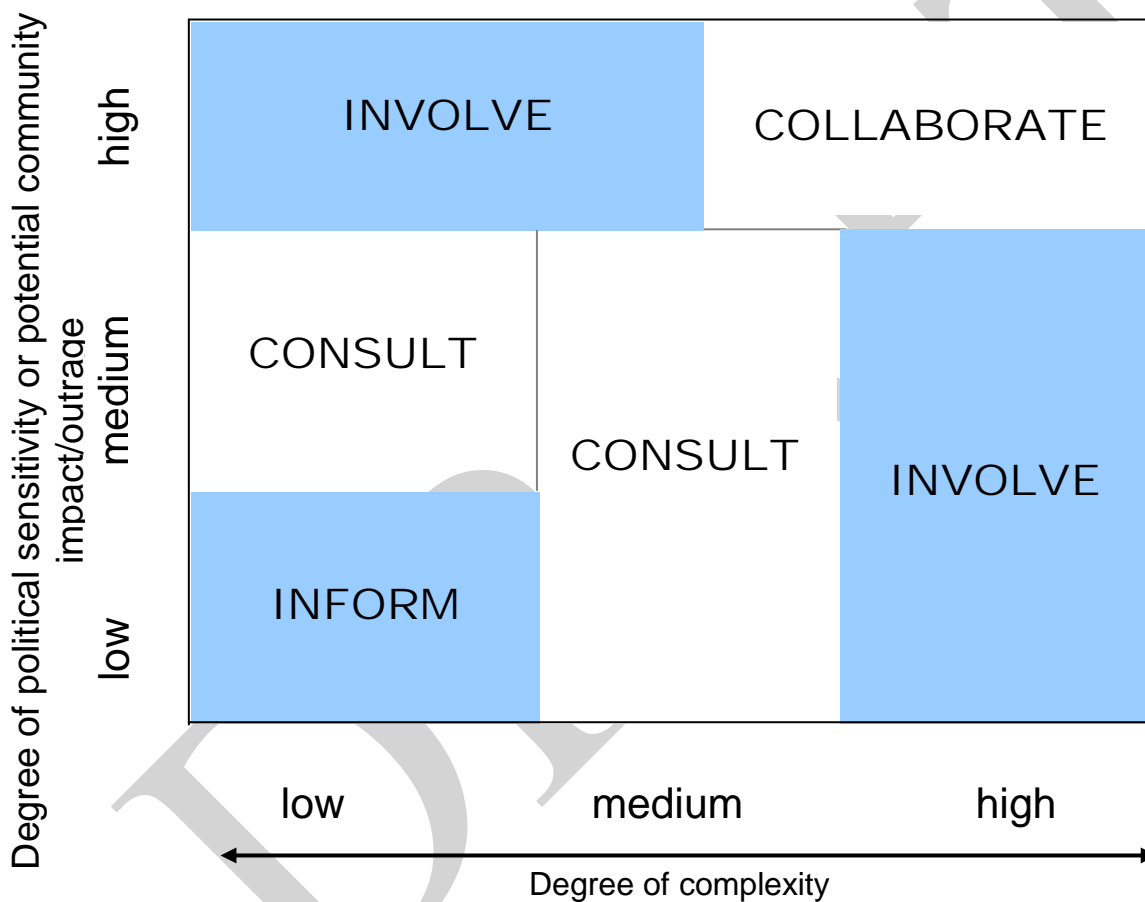 Degree of political sensitivity or potential community
impact/outrage
high
medium
low
INVOLVE
COLLABORATE
CONSULT
CONSULT
INVOLVE
INFORM
low
medium
high
Degree of complexity